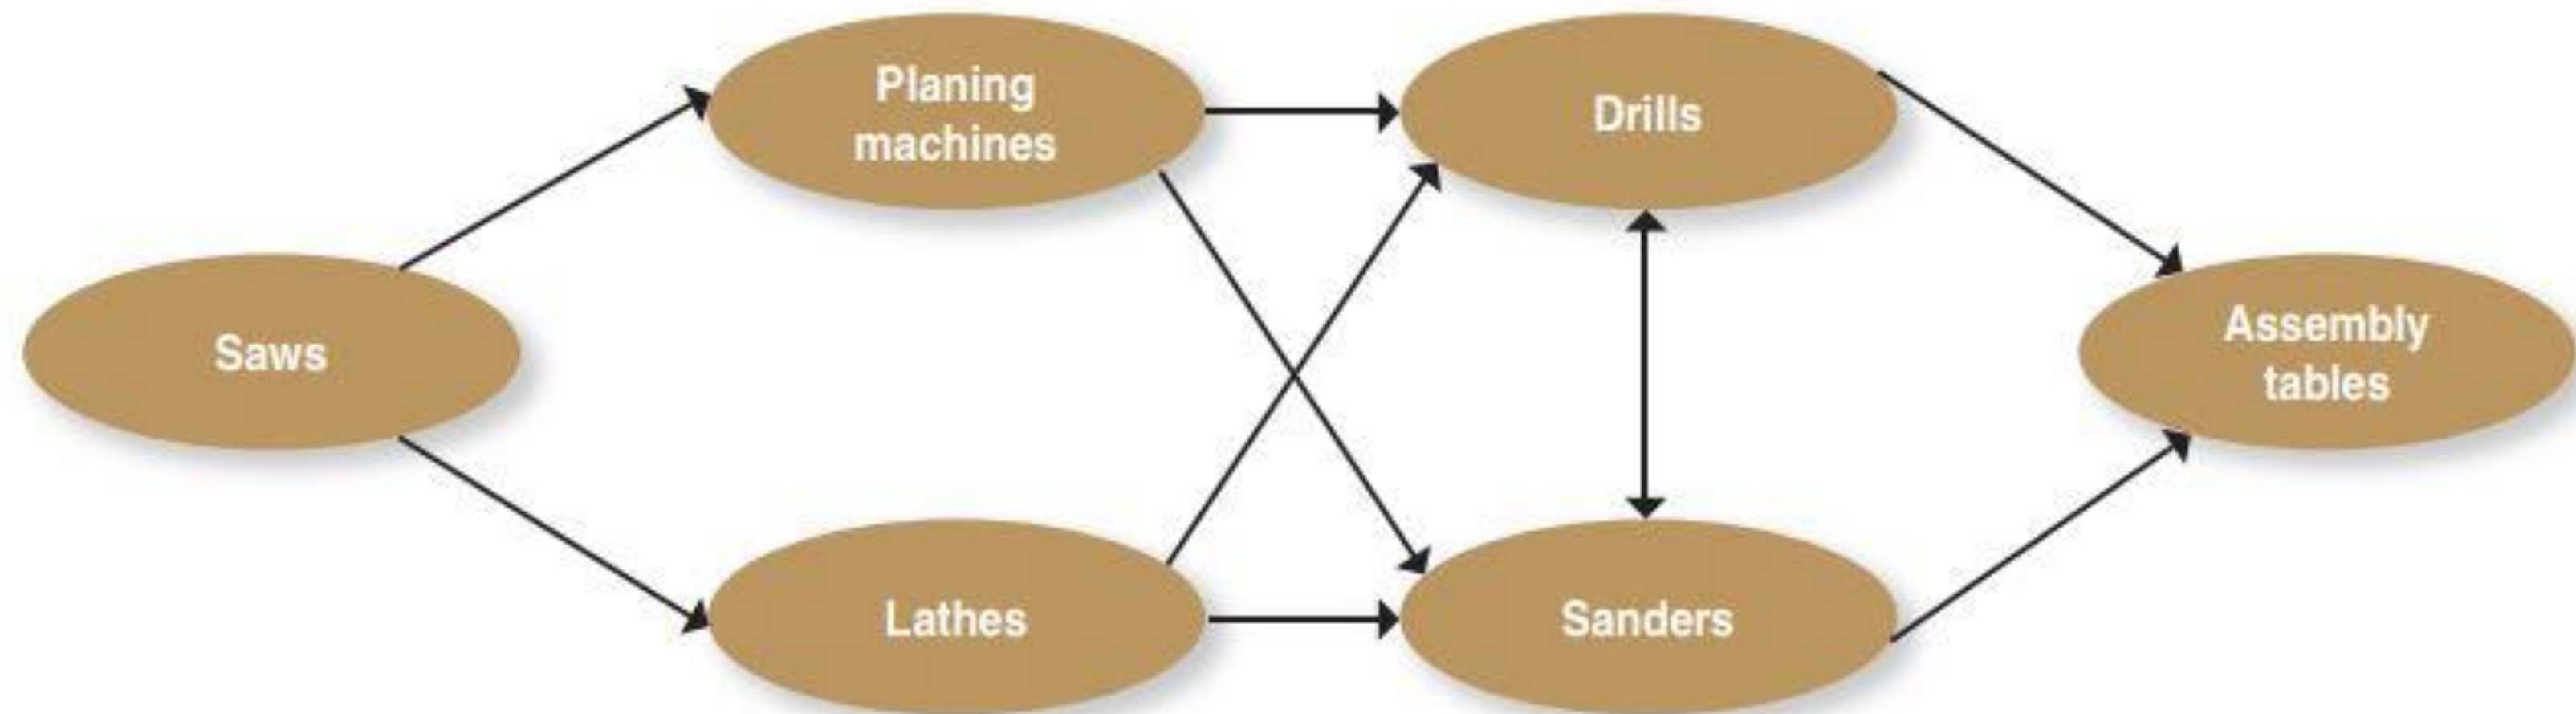 Planing
machines
Drills
Saws
Assembly
tables
Lathes
Sanders